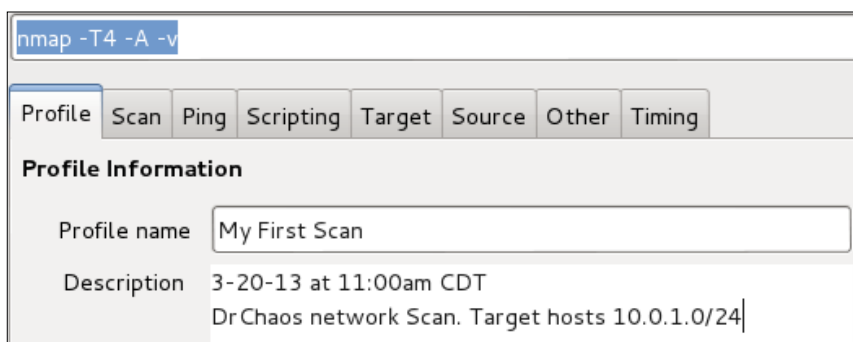 nmap -T4 -A -v
Profile Scan Ping Scripting Target Source Other Timing
Profile Information
Profile name My First Scan
Description 3-20-13 at 11:00am CDT
DrChaos network Scan. Target hosts 10.0.1.0/24